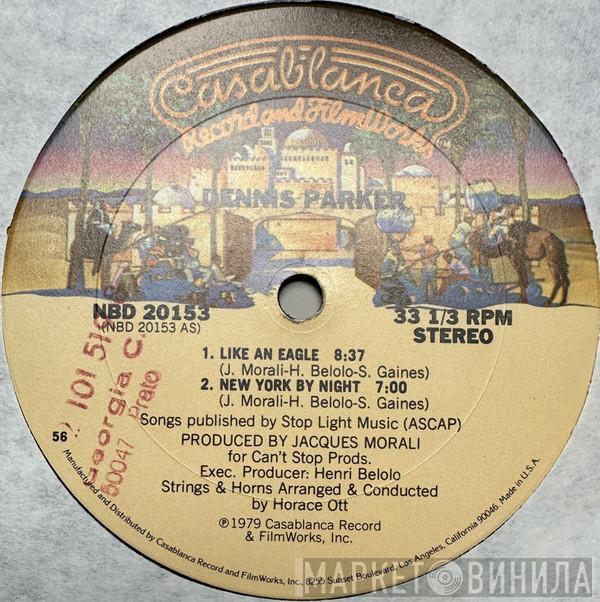 Casablanca
Record and FilmWorks
DENNIS PARKER
NBD 20153
(NBD 20153 AS)
33 1/3 RPM
STEREO
1. LIKE AN EAGLE 8:37
(J. Morali-H. Belolo-S. Gaines)
2. NEW YORK BY NIGHT 7:00
(J. Morali-H. Belolo-S. Gaines)
Songs published by Stop Light Music (ASCAP)
56
PRODUCED BY JACQUES MORALI
for Can't Stop Prods.
Exec. Producer: Henri Belolo
Strings & Horns Arranged & Conducted
by Horace Ott
℗ 1979 Casablanca Record
& FilmWorks, Inc.
Manufactured and Distributed by Casablanca Record and FilmWorks, Inc., 8255 Sunset Boulevard, Los Angeles, California 90046. Made in U.S.A.
Georgia C.
50047 Prato
МАРКЕТ ВИНИЛА